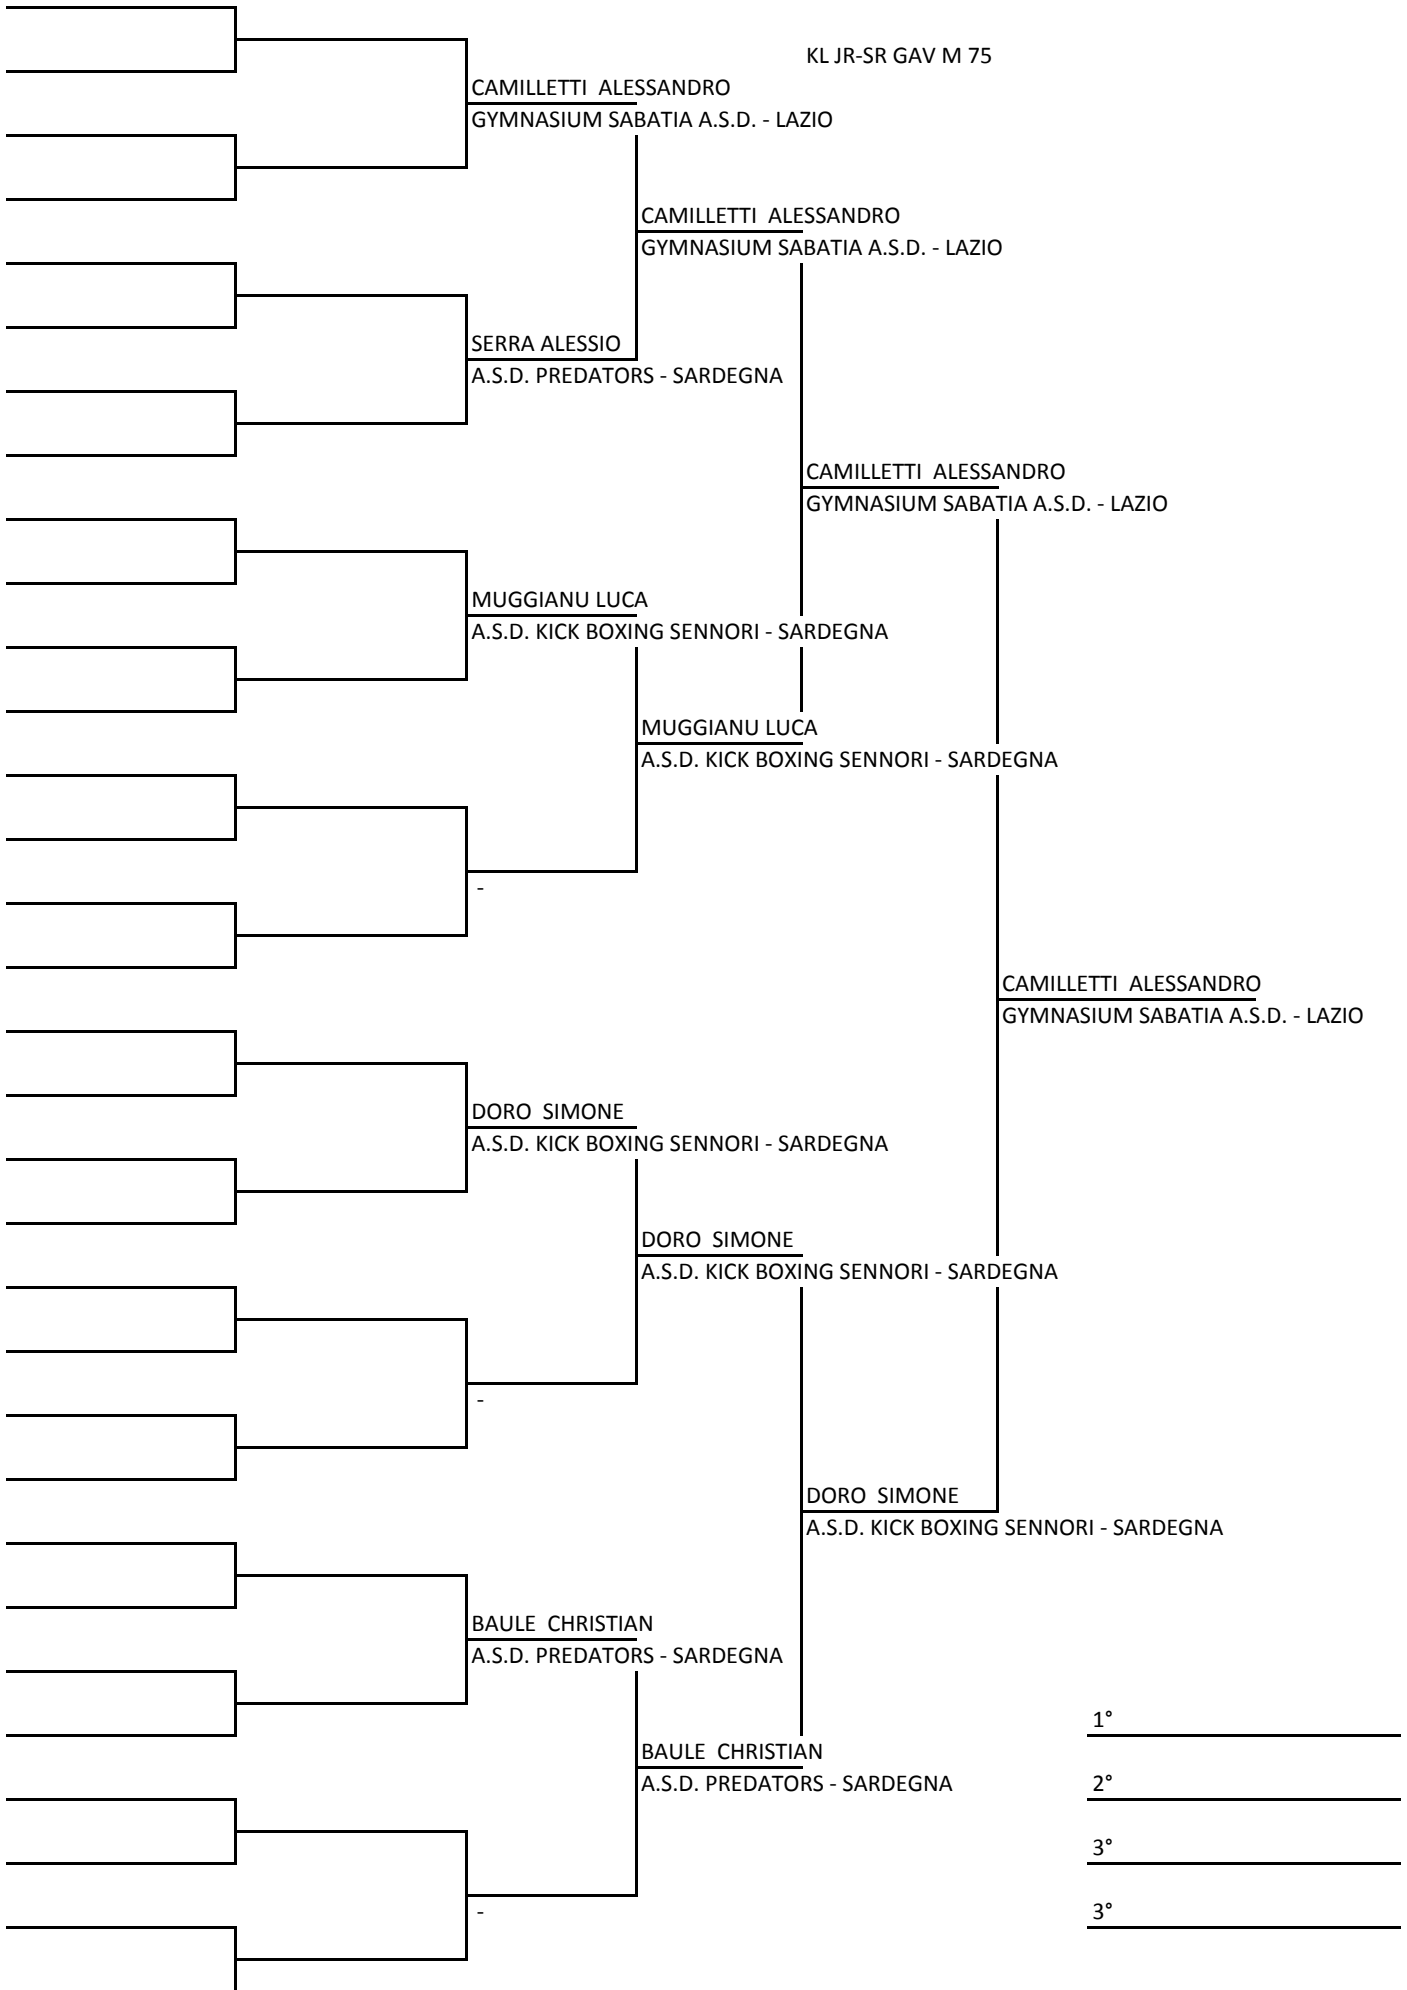 KL JR-SR GAV M 75
CAMILLETTI  ALESSANDRO
GYMNASIUM SABATIA A.S.D. - LAZIO
CAMILLETTI  ALESSANDRO
GYMNASIUM SABATIA A.S.D. - LAZIO
SERRA ALESSIO
A.S.D. PREDATORS - SARDEGNA
CAMILLETTI  ALESSANDRO
GYMNASIUM SABATIA A.S.D. - LAZIO
MUGGIANU LUCA
A.S.D. KICK BOXING SENNORI - SARDEGNA
MUGGIANU LUCA
A.S.D. KICK BOXING SENNORI - SARDEGNA
-
CAMILLETTI  ALESSANDRO
GYMNASIUM SABATIA A.S.D. - LAZIO
DORO  SIMONE
A.S.D. KICK BOXING SENNORI - SARDEGNA
DORO  SIMONE
A.S.D. KICK BOXING SENNORI - SARDEGNA
-
DORO  SIMONE
A.S.D. KICK BOXING SENNORI - SARDEGNA
BAULE  CHRISTIAN
A.S.D. PREDATORS - SARDEGNA
1°
BAULE  CHRISTIAN
A.S.D. PREDATORS - SARDEGNA
2°
3°
-
3°